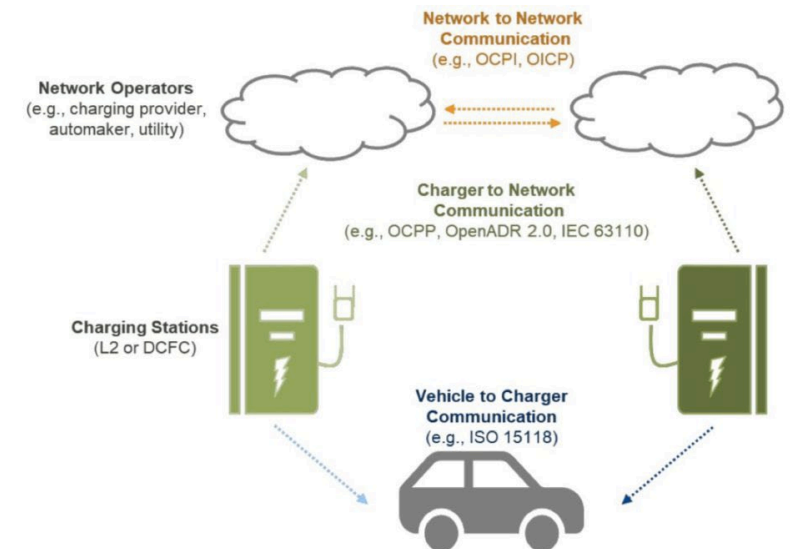 Network to Network
Communication
(e.g., OCPI, OICP)
Network Operators
(e.g., charging provider,
automaker, utility)
Charger to Network
Communication
(e.g., OCPP, OpenADR 2.0, IEC 63110)
Charging Stations
(L2 or DCFC)
Vehicle to Charger
Communication
(e.g., ISO 15118)